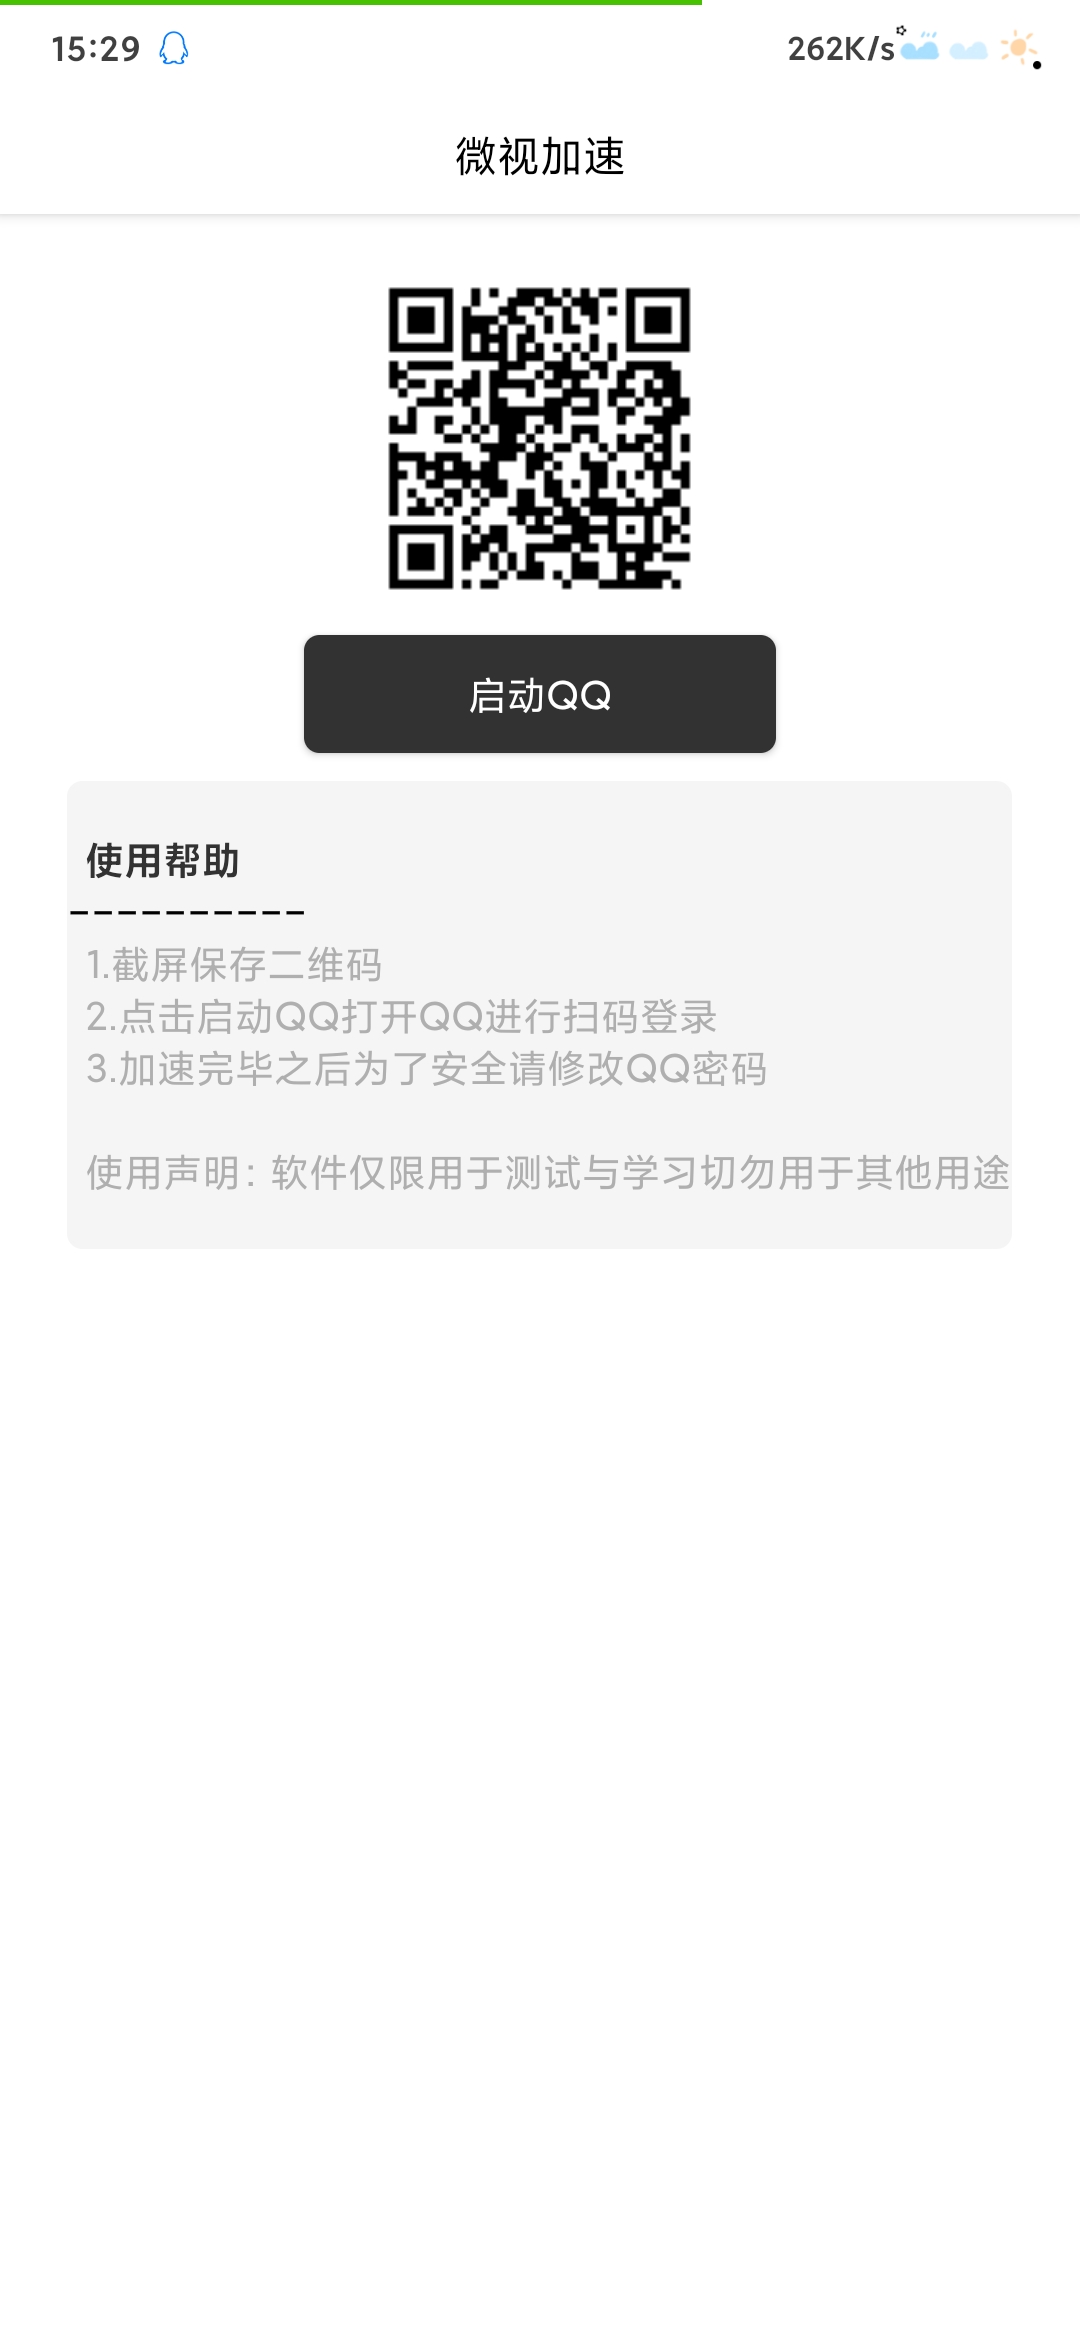 15:29
262K/s
微视加速
启动QQ
使用帮助
----------
1.截屏保存二维码
2.点击启动QQ打开QQ进行扫码登录
3.加速完毕之后为了安全请修改QQ密码
使用声明：软件仅限用于测试与学习切勿用于其他用途